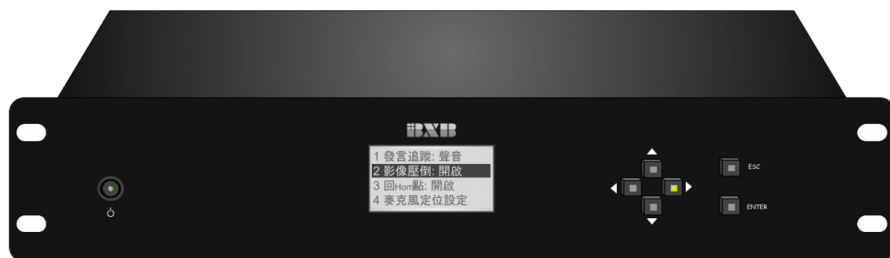 BXB
1 發言追蹤: 聲音
2 影像壓倒: 開啟
3 回Hom點: 開啟
4 麥克風定位設定
ESC
ENTER